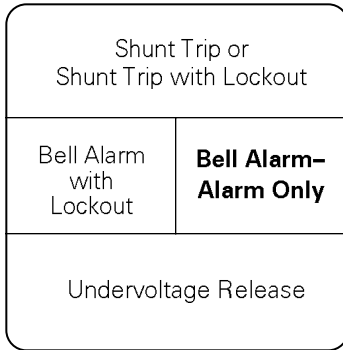 Shunt Trip or
Shunt Trip with Lockout
Bell Alarm
with
Lockout
Bell Alarm–
Alarm Only
Undervoltage Release